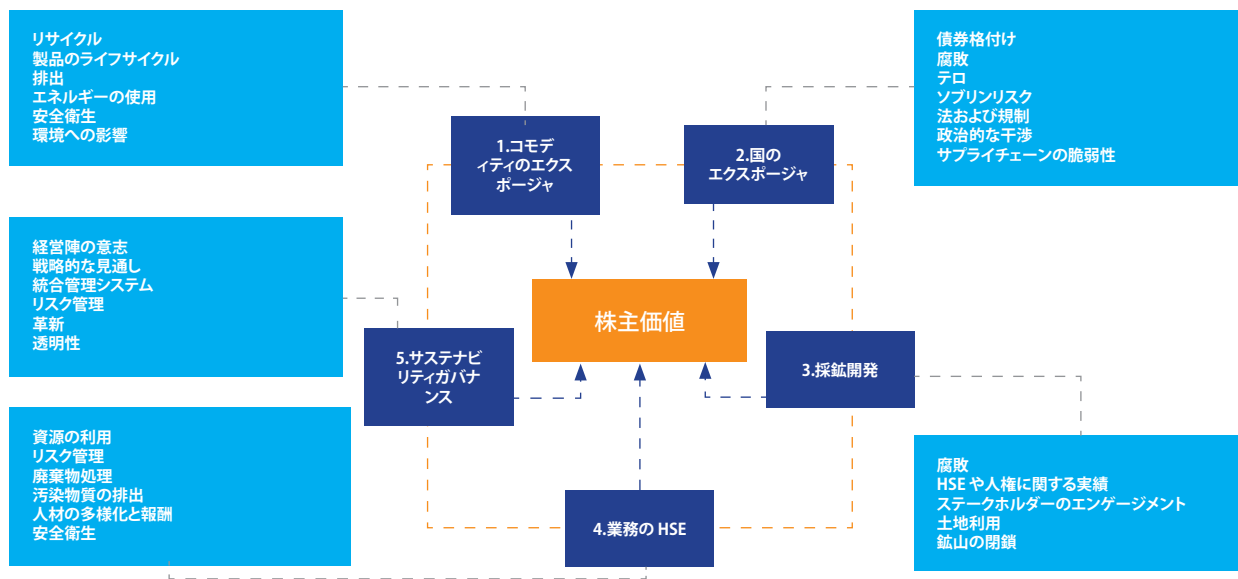 リサイクル
製品のライフサイクル
排出
エネルギーの使用
安全衛生
環境への影響
債券格付け
腐敗
テロ
ソブリンリスク
法および規制
政治的な干渉
サプライチェーンの脆弱性
1.コモデ
ィティのエクス
ポージャ
2.国の
エクスポージャ
経営陣の意志
戦略的な見通し
統合管理システム
リスク管理
革新
透明性
株主価値
5.サステナビ
リティガバナ
ンス
3.採鉱開発
資源の利用
リスク管理
廃棄物処理
汚染物質の排出
人材の多様化と報酬
安全衛生
4.業務の HSE
腐敗
HSE や人権に関する実績
ステークホルダーのエンゲージメント
土地利用
鉱山の閉鎖